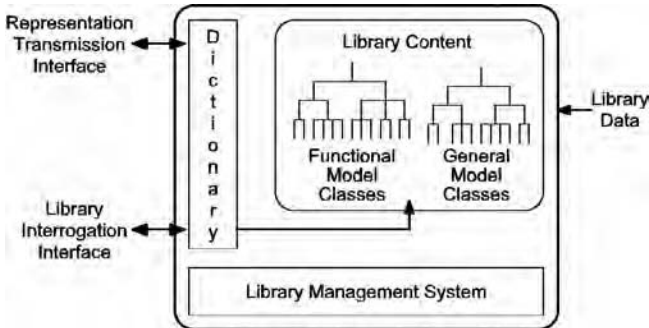 Representation
Transmission
Interface
Library
Interrogation
Interface
Dictionary
Library Content
Functional
Model
Classes
General
Model
Classes
Library
Data
Library Management System